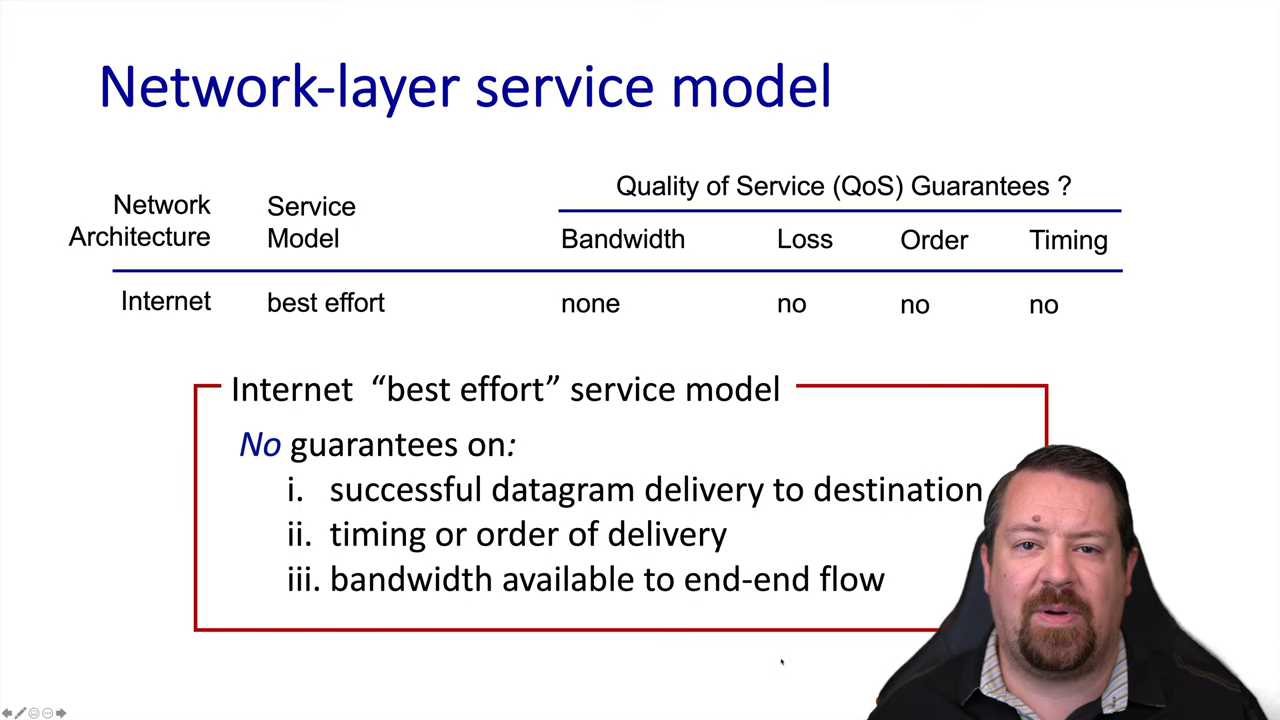 Network-layer service model
Quality of Service (QoS) Guarantees ?
Network Architecture
Service Model
Bandwidth Loss Order Timing
Internet best effort none no no no
Internet “best effort” service model
No guarantees on:
i. successful datagram delivery to destination
ii. timing or order of delivery
iii. bandwidth available to end-end flow